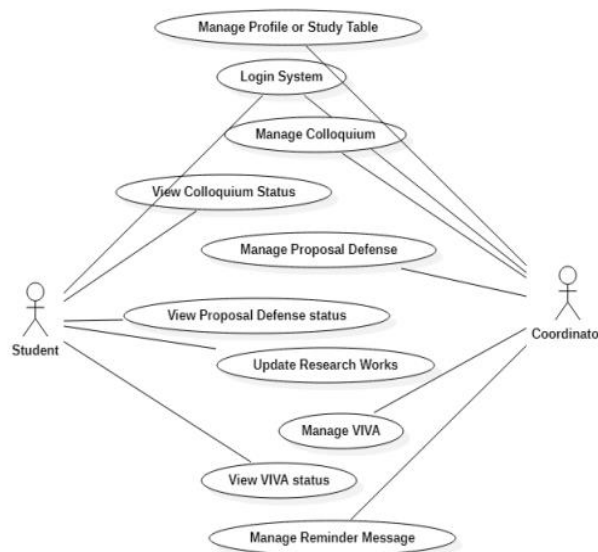 Manage Profile or Study Table
Login System
Manage Colloquium
View Colloquium Status
Manage Proposal Defense
View Proposal Defense status
Student
Coordinato
Update Research Works
Manage VIVA
View VIVA status
Manage Reminder Message